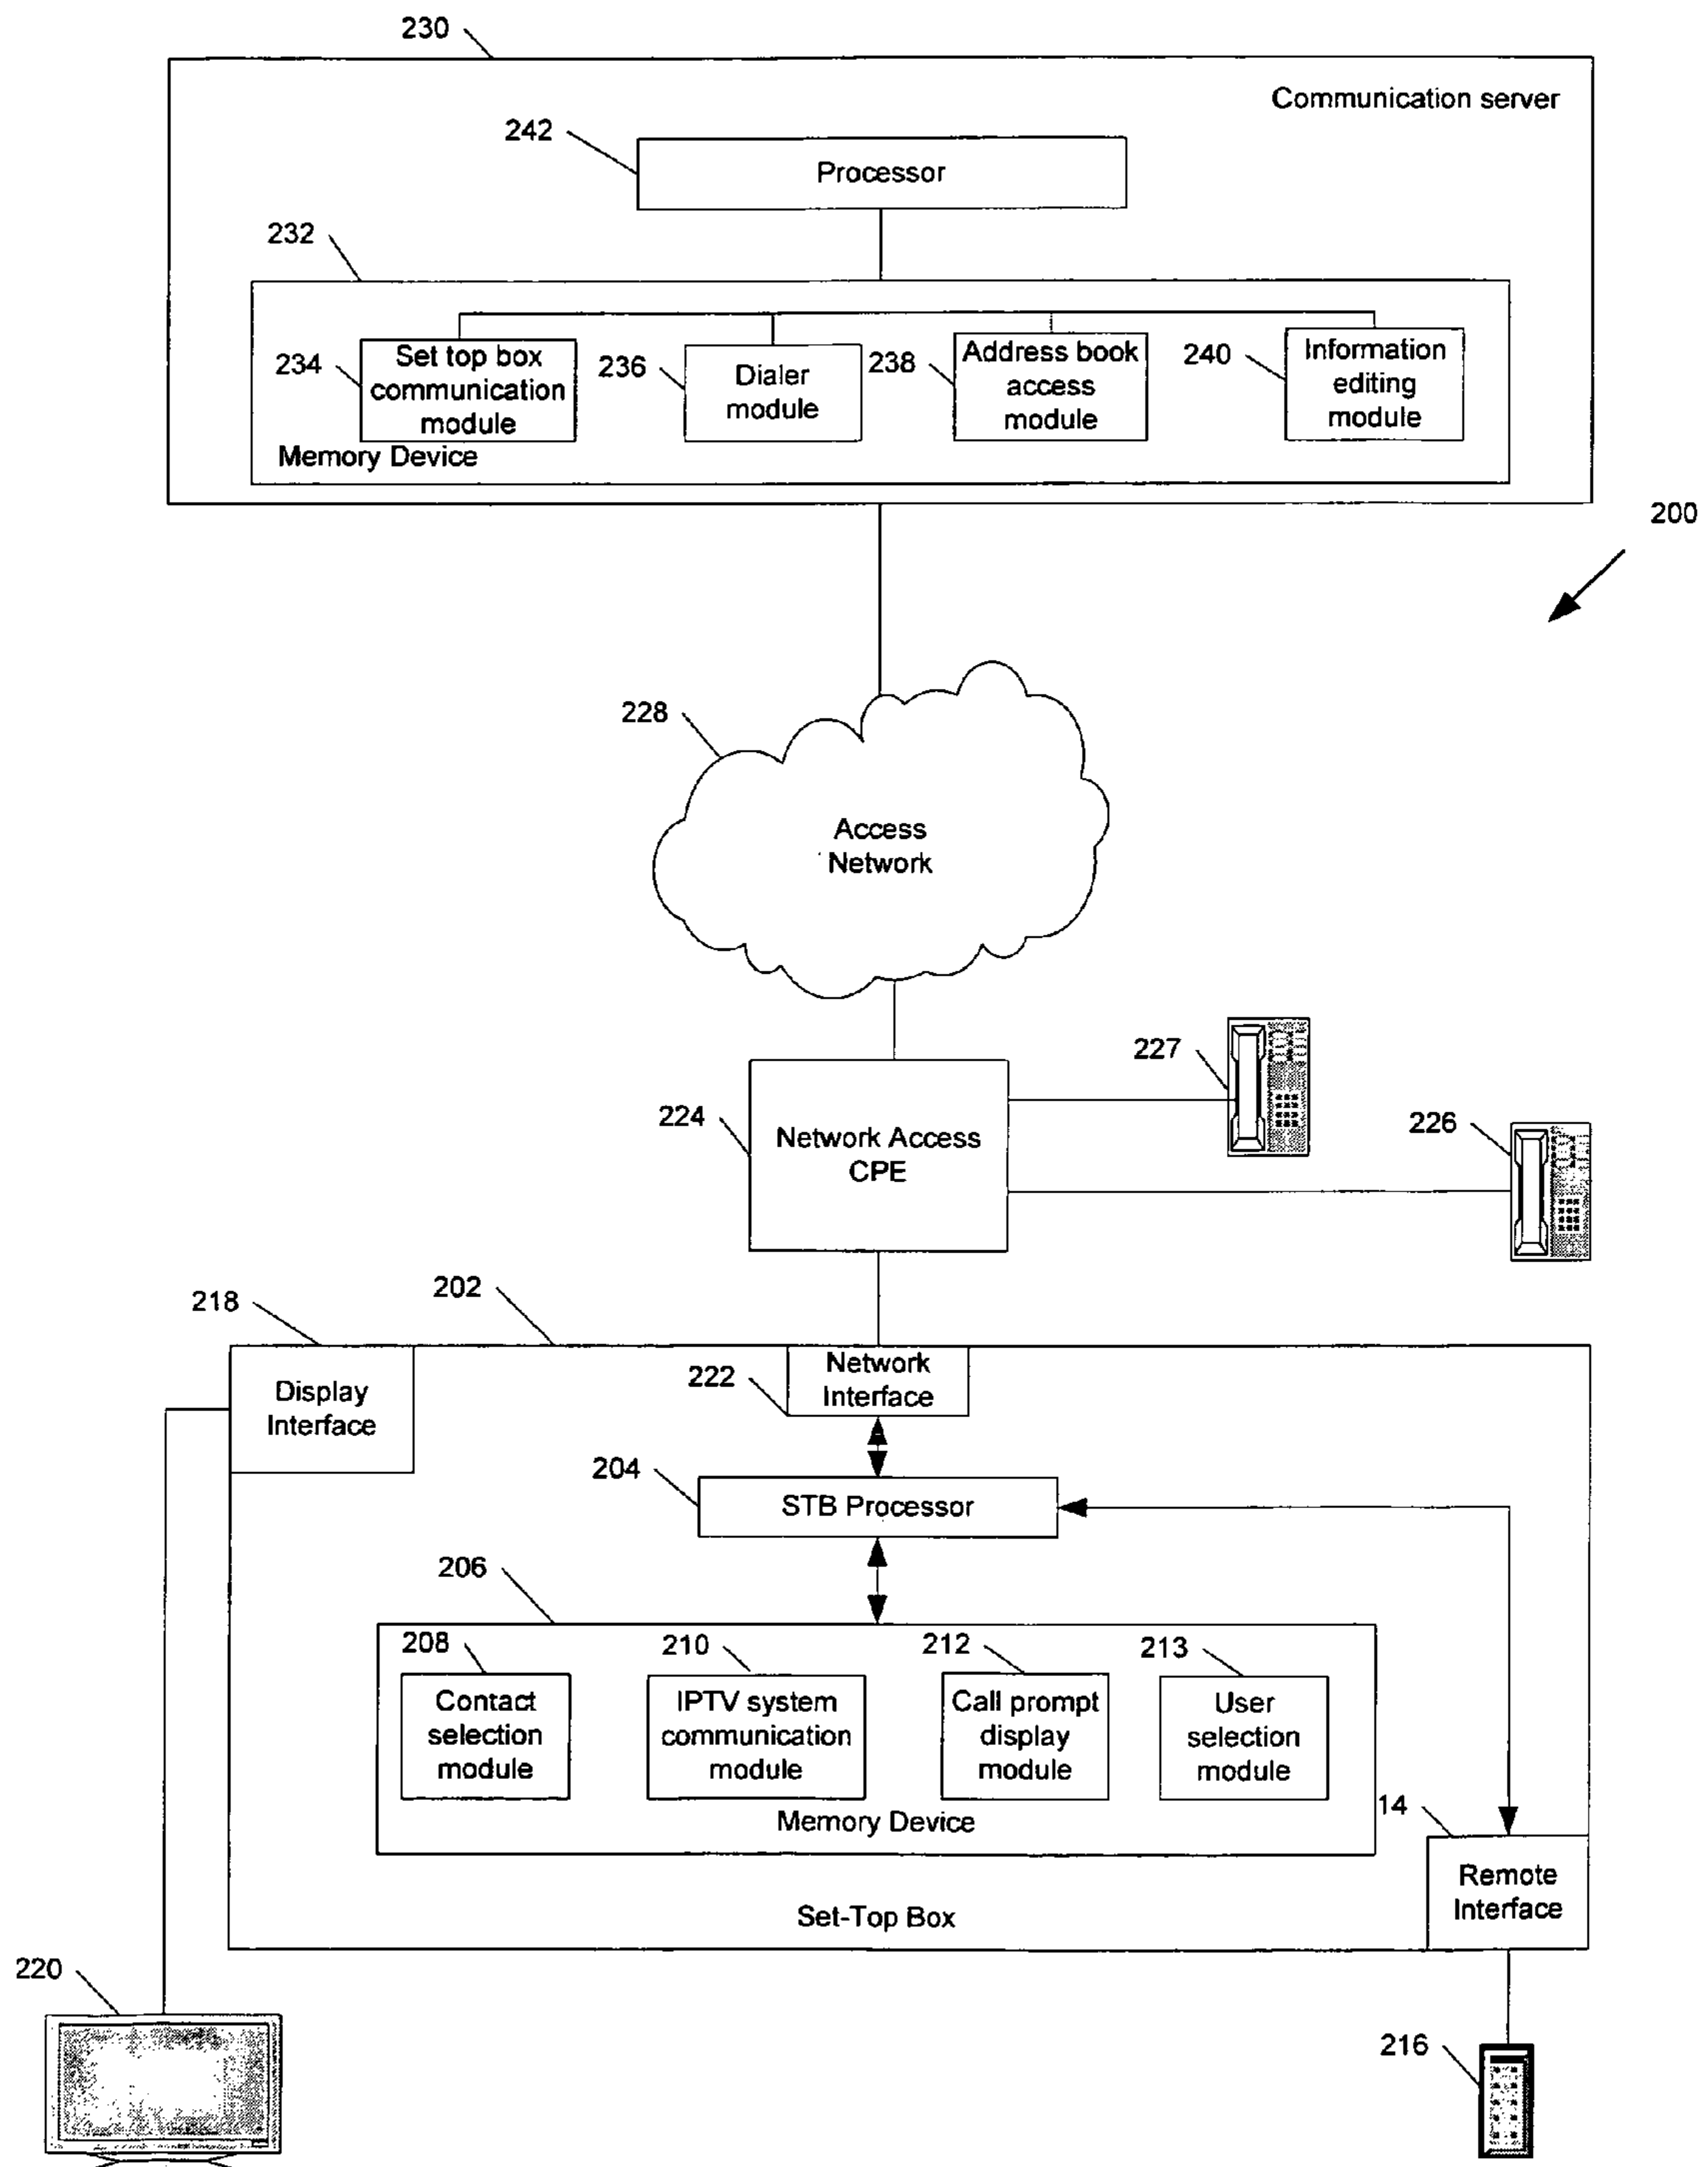 230
Communication server
242
Processor
232
234
Set top box
communication
module
236
Dialer
module
238
Address book
access
module
240
Information
editing
module
Memory Device
200
228
Access
Network
227
224
Network Access
CPE
226
218
202
Display
Interface
222
Network
Interface
204
STB Processor
206
208
Contact
selection
module
210
IPTV system
communication
module
212
Call prompt
display
module
213
User
selection
module
Memory Device
14
Remote
Interface
Set-Top Box
220
216